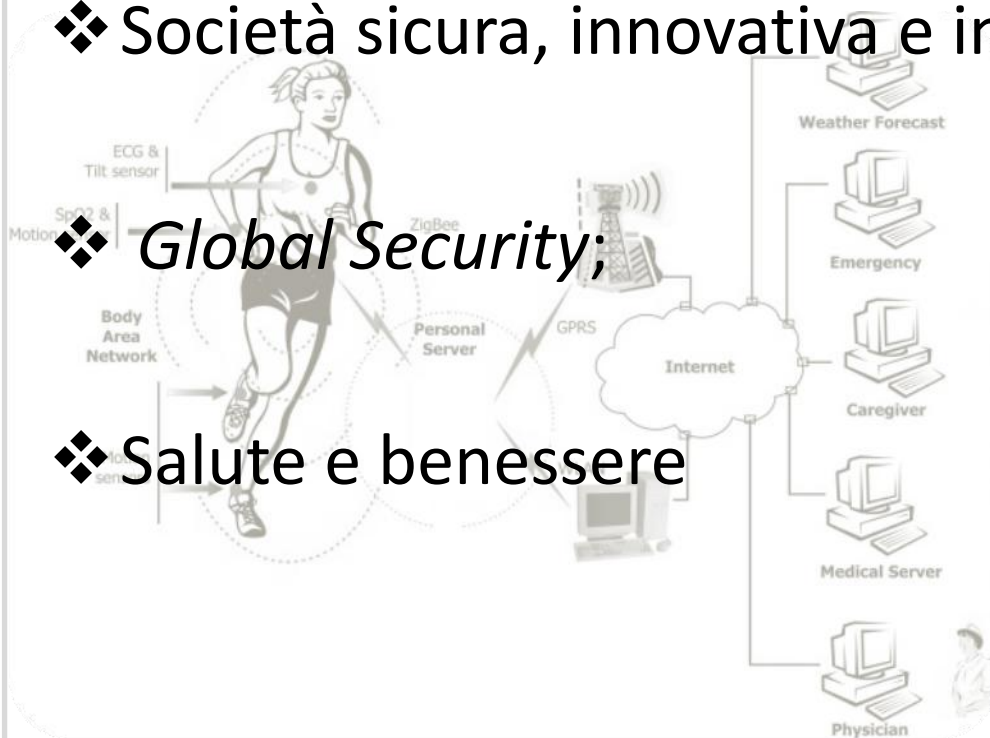 ❖Società sicura, innovativa e
Weather Forecast
ECG &
Tilt sensor
SpO2 &
Motion
ZigBee
❖ Global Security;
Emergency
Body
Area
Network
Personal
Server
GPRS
Internet
Caregiver
❖Salute e benessere
Medical Server
Physician